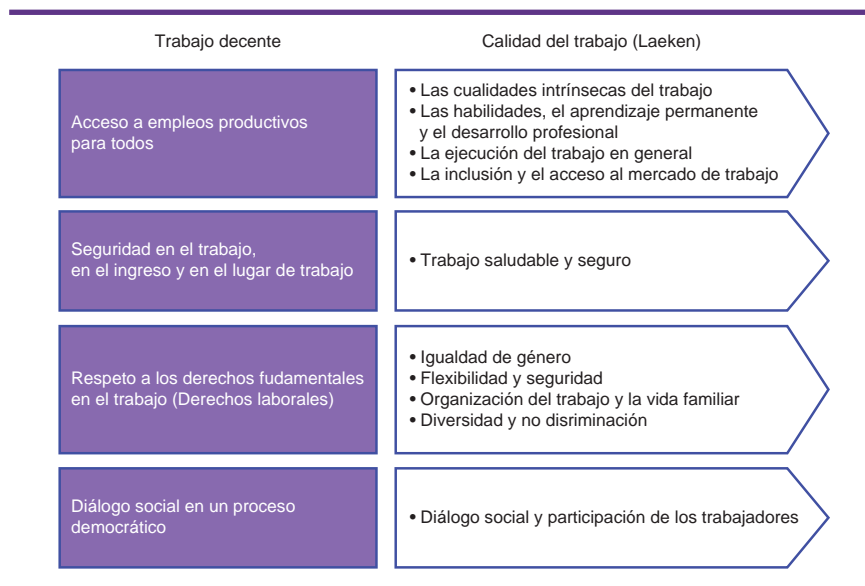 Trabajo decente
Calidad del trabajo (Laeken)
Acceso a empleos productivos
para todos
• Las cualidades intrínsecas del trabajo
• Las habilidades, el aprendizaje permanente
y el desarrollo profesional
• La ejecución del trabajo en general
• La inclusión y el acceso al mercado de trabajo
Seguridad en el trabajo,
en el ingreso y en el lugar de trabajo
• Trabajo saludable y seguro
Respeto a los derechos fudamentales
en el trabajo (Derechos laborales)
• Igualdad de género
• Flexibilidad y seguridad
• Organización del trabajo y la vida familiar
• Diversidad y no disriminación
Diálogo social en un proceso
democrático
• Diálogo social y participación de los trabajadores